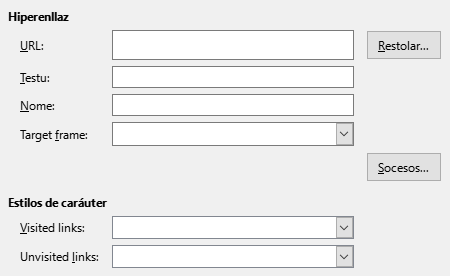 Hiperenllaz
URL:
Restolar...
Testu:
Nome:
Target frame:
Socesos...
Estilos de caráuter
Visited links:
Unvisited links: